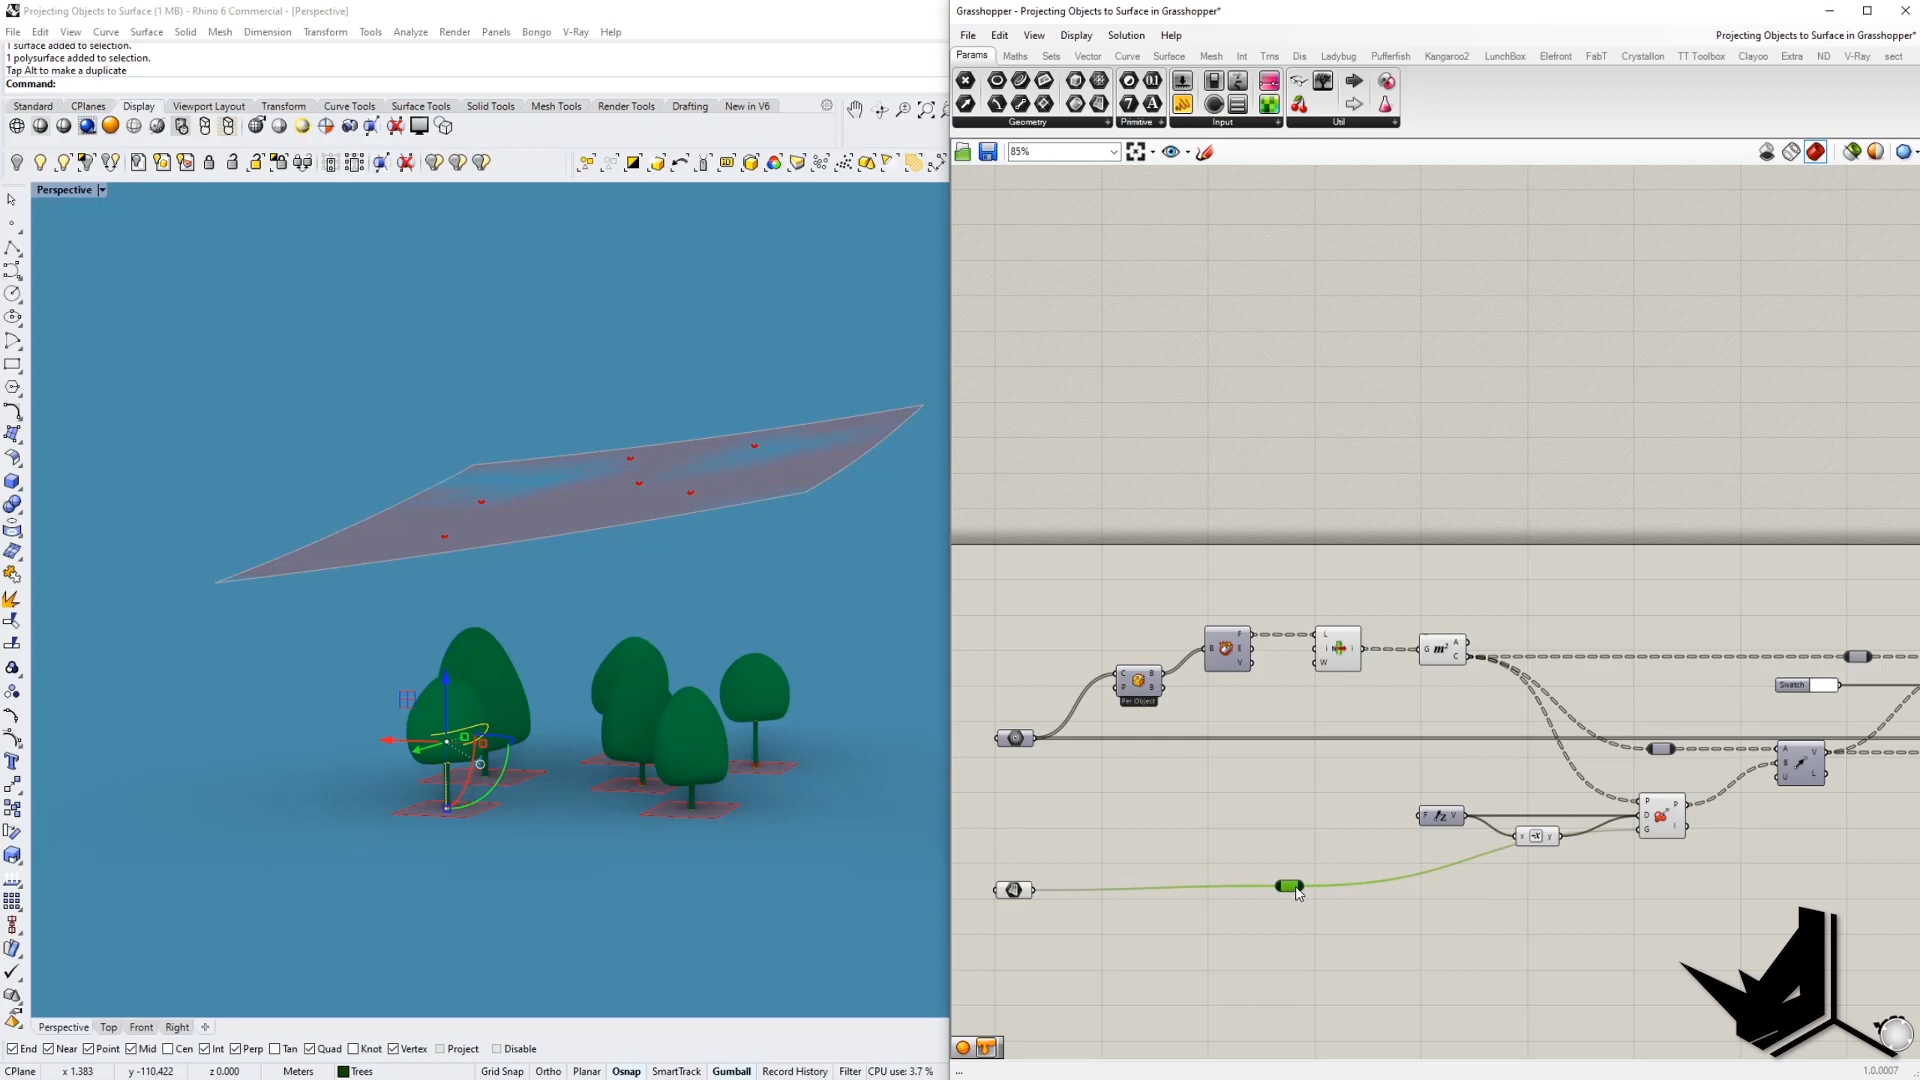 Projecting Objects to Surface (1 MB) - Rhino 6 Commercial - [Perspective]
File Edit View Curve Surface Solid Mesh Dimension Transform Tools Analyze Render Panels Bongo V-Ray Help
1 surface added to selection.
1 polysurface added to selection.
Tap Alt to make a duplicate
Command:
Standard CPlanes Display Viewport Layout Transform Curve Tools Surface Tools Solid Tools Mesh Tools Render Tools Drafting New in V6
Perspective
Perspective Top Front Right
End Near Point Mid Cen Int Perp Tan Quad Knot Vertex Project Disable
CPlane x 1.383 y -110.422 z 0.000 Meters Trees Grid Snap Ortho Planar Osnap SmartTrack Gumball Record History Filter CPU use: 3.7 %
Grasshopper - Projecting Objects to Surface in Grasshopper*
File Edit View Display Solution Help Projecting Objects to Surface in Grasshopper*
Params Maths Sets Vector Curve Surface Mesh Int Trns Dis Ladybug Pufferfish Kangaroo2 LunchBox Elefront FabT Crystallon TT Toolbox Clayoo Extra ND V-Ray sect
Geometry Primitive Input Util
85%
B F E V
L i W N i
G m² A C
C P B B
Per Object
Swatch
A B U V L
F z V
x -x y
P D G P I
... 1.0.0007